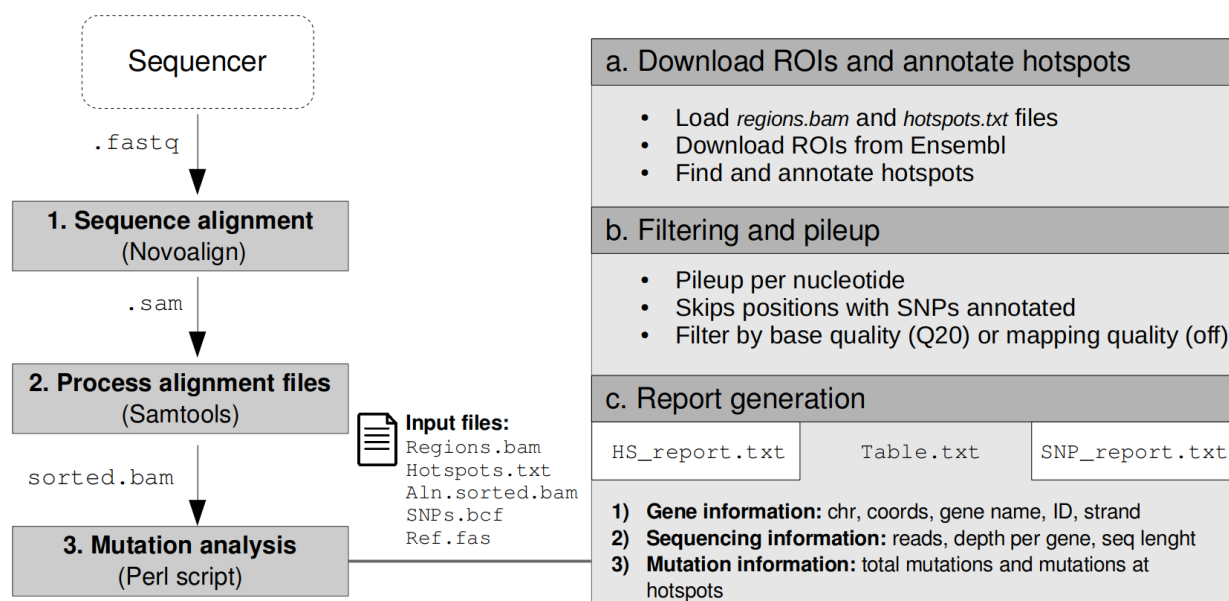 Sequencer
.fastq
1. Sequence alignment
(Novoalign)
.sam
2. Process alignment files
(Samtools)
sorted.bam
3. Mutation analysis
(Perl script)
Input files:
Regions.bam
Hotspots.txt
Aln.sorted.bam
SNPs.bcf
Ref.fas
a. Download ROIs and annotate hotspots
• Load regions.bam and hotspots.txt files
• Download ROIs from Ensembl
• Find and annotate hotspots
b. Filtering and pileup
• Pileup per nucleotide
• Skips positions with SNPs annotated
• Filter by base quality (Q20) or mapping quality (off)
c. Report generation
HS_report.txt
Table.txt
SNP_report.txt
1) Gene information: chr, coords, gene name, ID, strand
2) Sequencing information: reads, depth per gene, seq lenght
3) Mutation information: total mutations and mutations at
hotspots